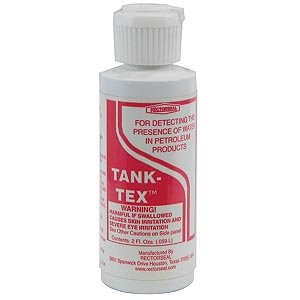 RECTORSEAL
FOR DETECTING THE
PRESENCE OF WATER
IN PETROLEUM
PRODUCTS
TANK-
TEX™
WARNING!
HARMFUL IF SWALLOWED
CAUSES SKIN IRRITATION AND
SEVERE EYE IRRITATION
See Other Cautions on Side panel
Contents: 2 Fl. Ozs. (.059 L)
Manufactured By
RECTORSEAL
2601 Spenwick Drive Houston, Texas 77055
www.rectorseal.com